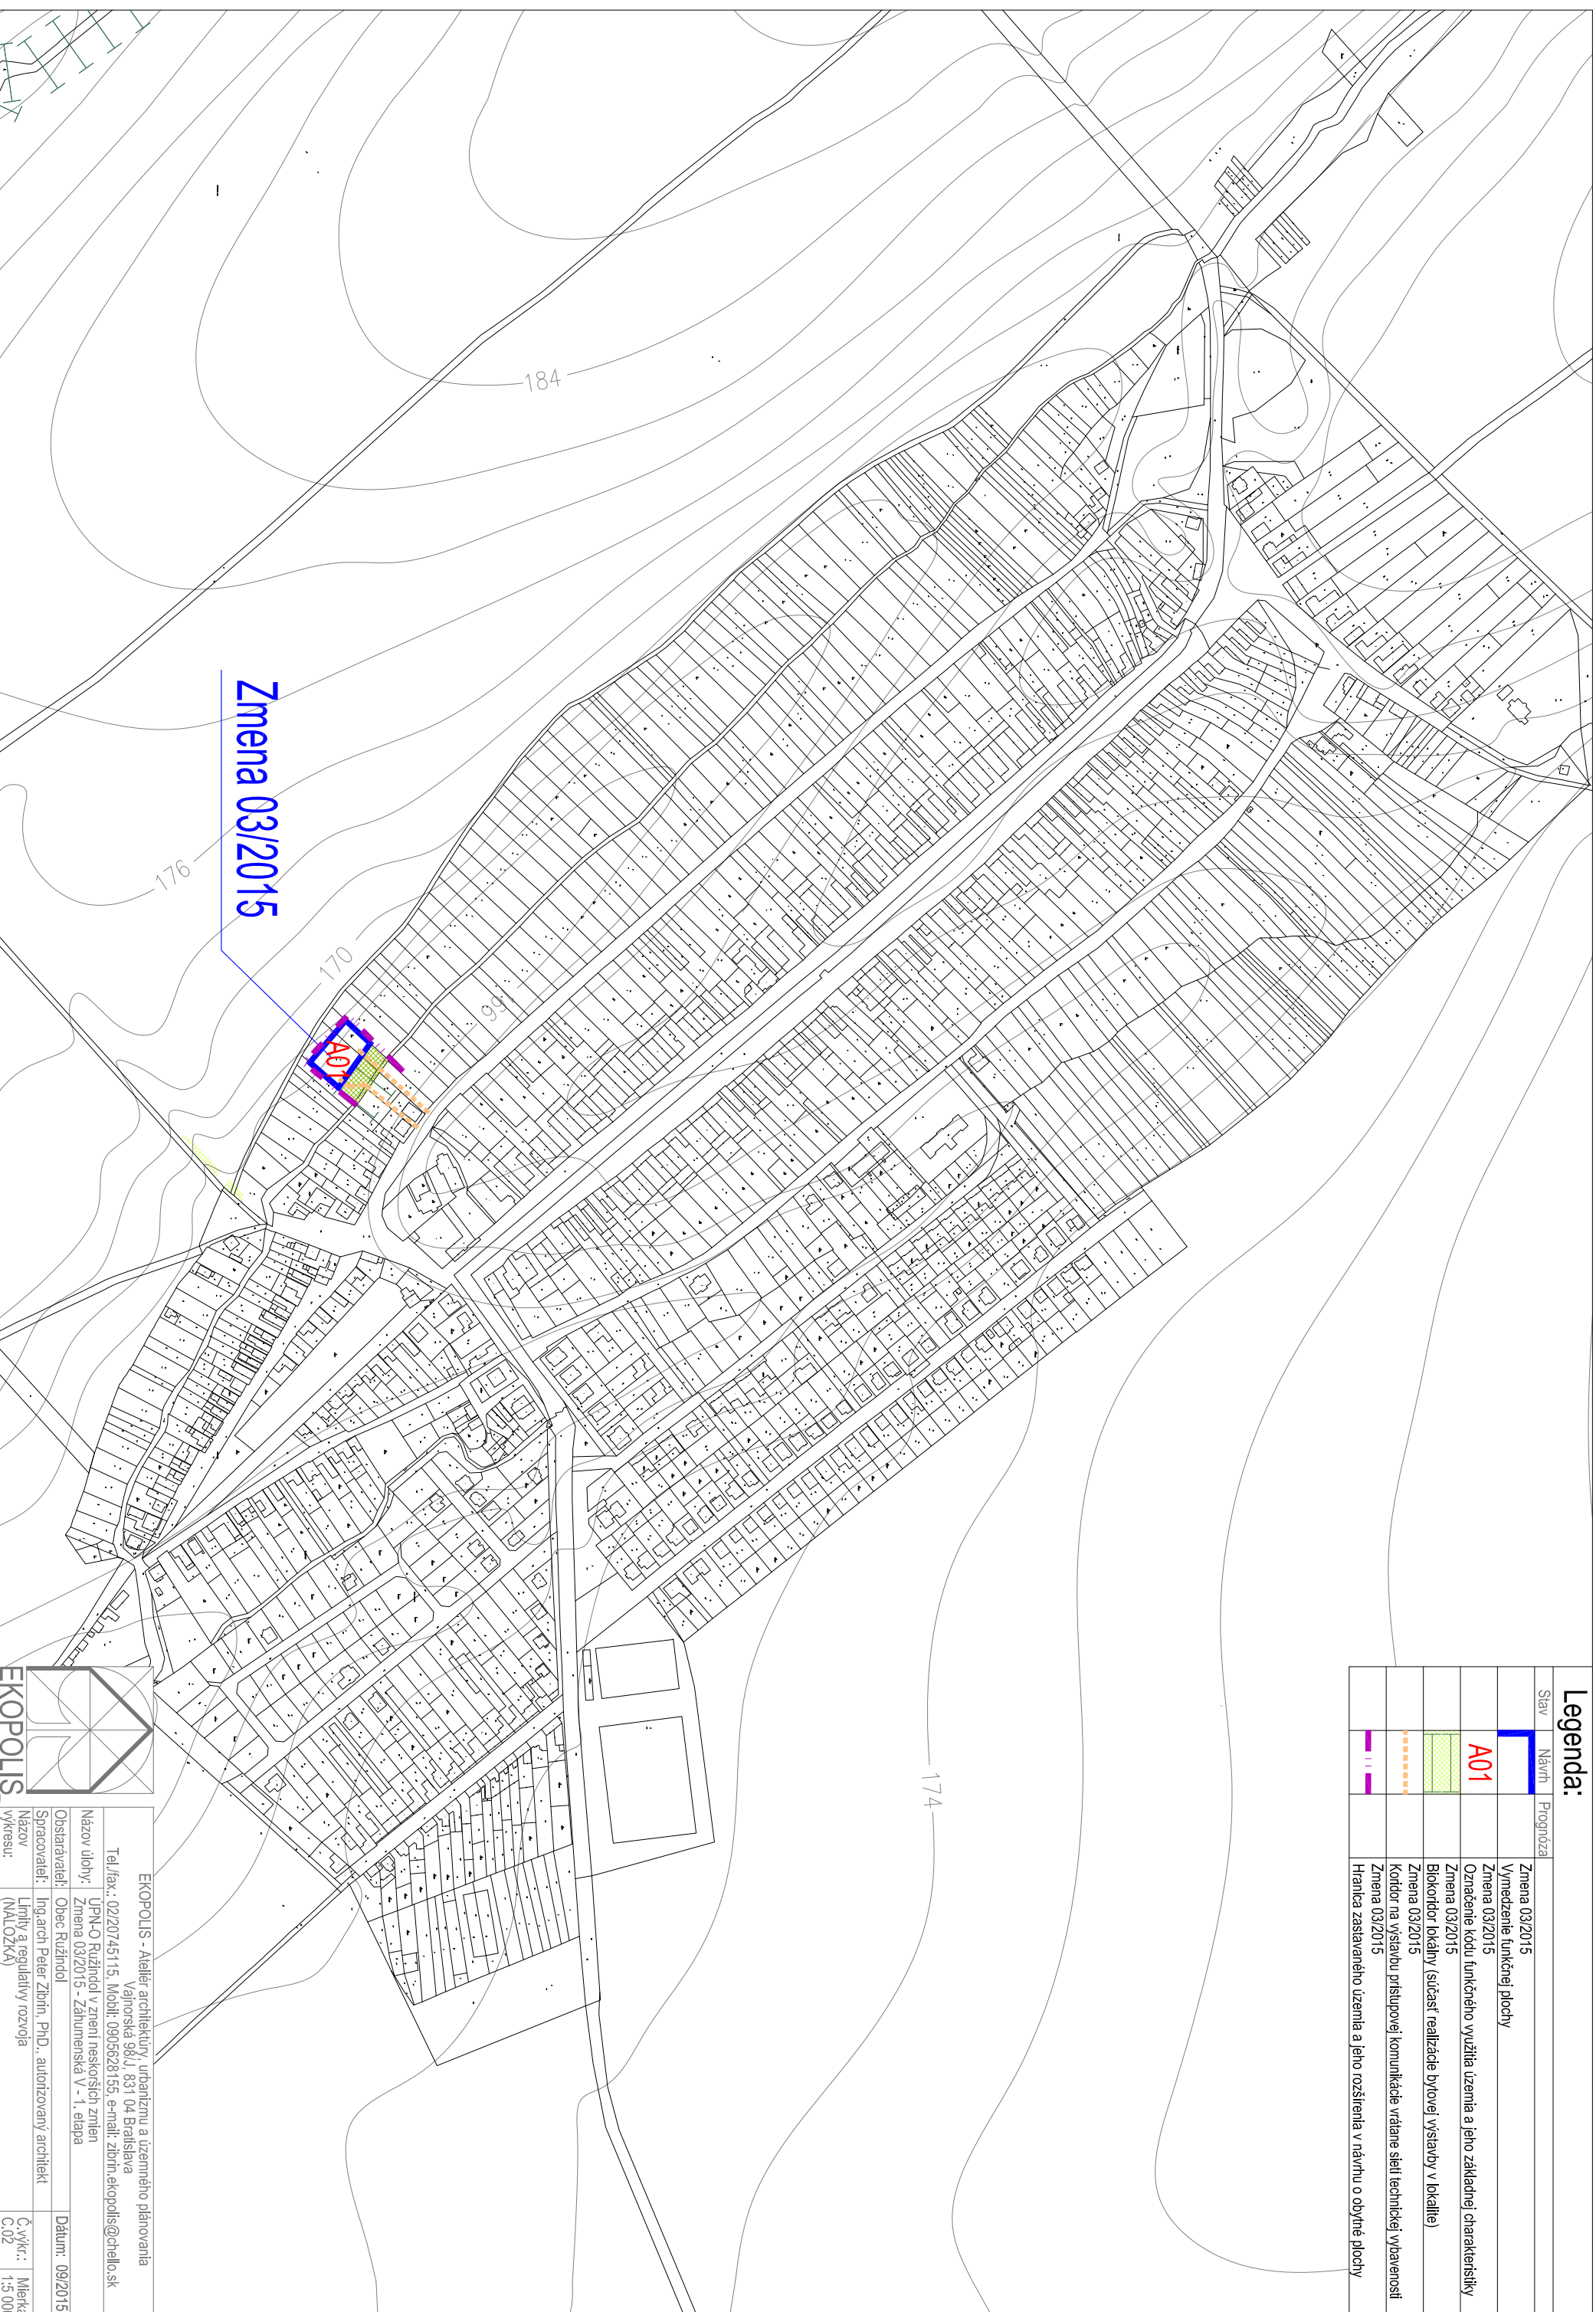 Legenda:
Stav
Návrh
Prognóza
Zmena 03/2015
Vymedzenie funkčnej plochy
A01
Zmena 03/2015
Označenie kódu funkčného využitia územia a jeho základnej charakteristiky
Zmena 03/2015
Biokoridor lokálny (súčasť realizácie bytovej výstavby v lokalite)
Zmena 03/2015
Koridor na výstavbu prístupovej komunikácie vrátane sietí technickej vybavenosti
Zmena 03/2015
Hranica zastavaného územia a jeho rozšírenia v návrhu o obytné plochy
184
Zmena 03/2015
176
170
166
A01
174
EKOPOLIS
EKOPOLIS - Ateliér architektúry, urbanizmu a územného plánovania
Vajnorská 98/J, 831 04 Bratislava
Tel./fax.: 02/20745115, Mobil: 0905628155, e-mail: zibrin.ekopolis@chello.sk
Názov úlohy: ÚPN-O Ružindol v znení neskorších zmien
Zmena 03/2015 - Záhumenská V - 1. etapa
Obstarávateľ: Obec Ružindol
Dátum: 09/2015
Spracovateľ: Ing.arch Peter Žibrin, PhD., autorizovaný architekt
Názov výkresu: Limity a regulatívy rozvoja
(NÁLOŽKA)
Č.výkr.:
C.02